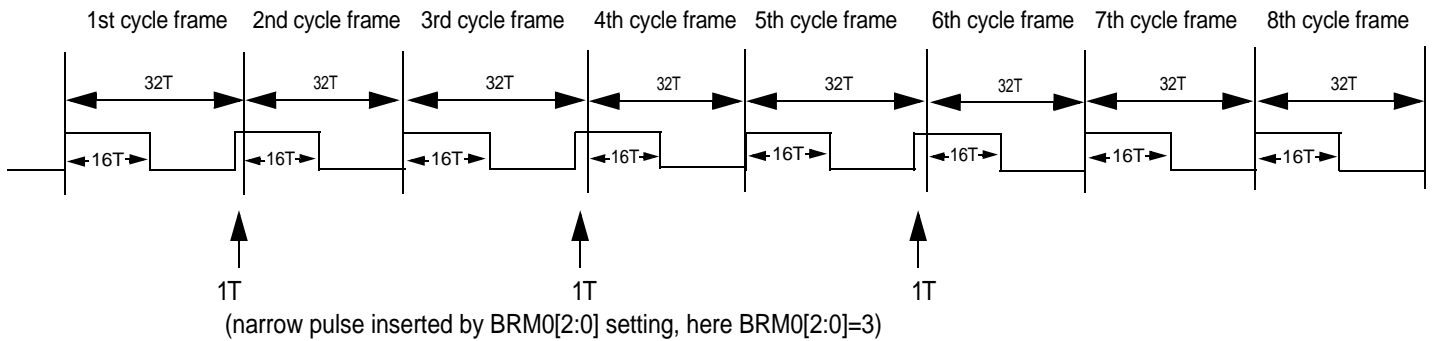 1st cycle frame 2nd cycle frame 3rd cycle frame 4th cycle frame 5th cycle frame 6th cycle frame 7th cycle frame 8th cycle frame
32T 32T 32T 32T 32T 32T 32T 32T
16T 16T 16T 16T 16T 16T 16T 16T
1T 1T 1T
(narrow pulse inserted by BRM0[2:0] setting, here BRM0[2:0]=3)